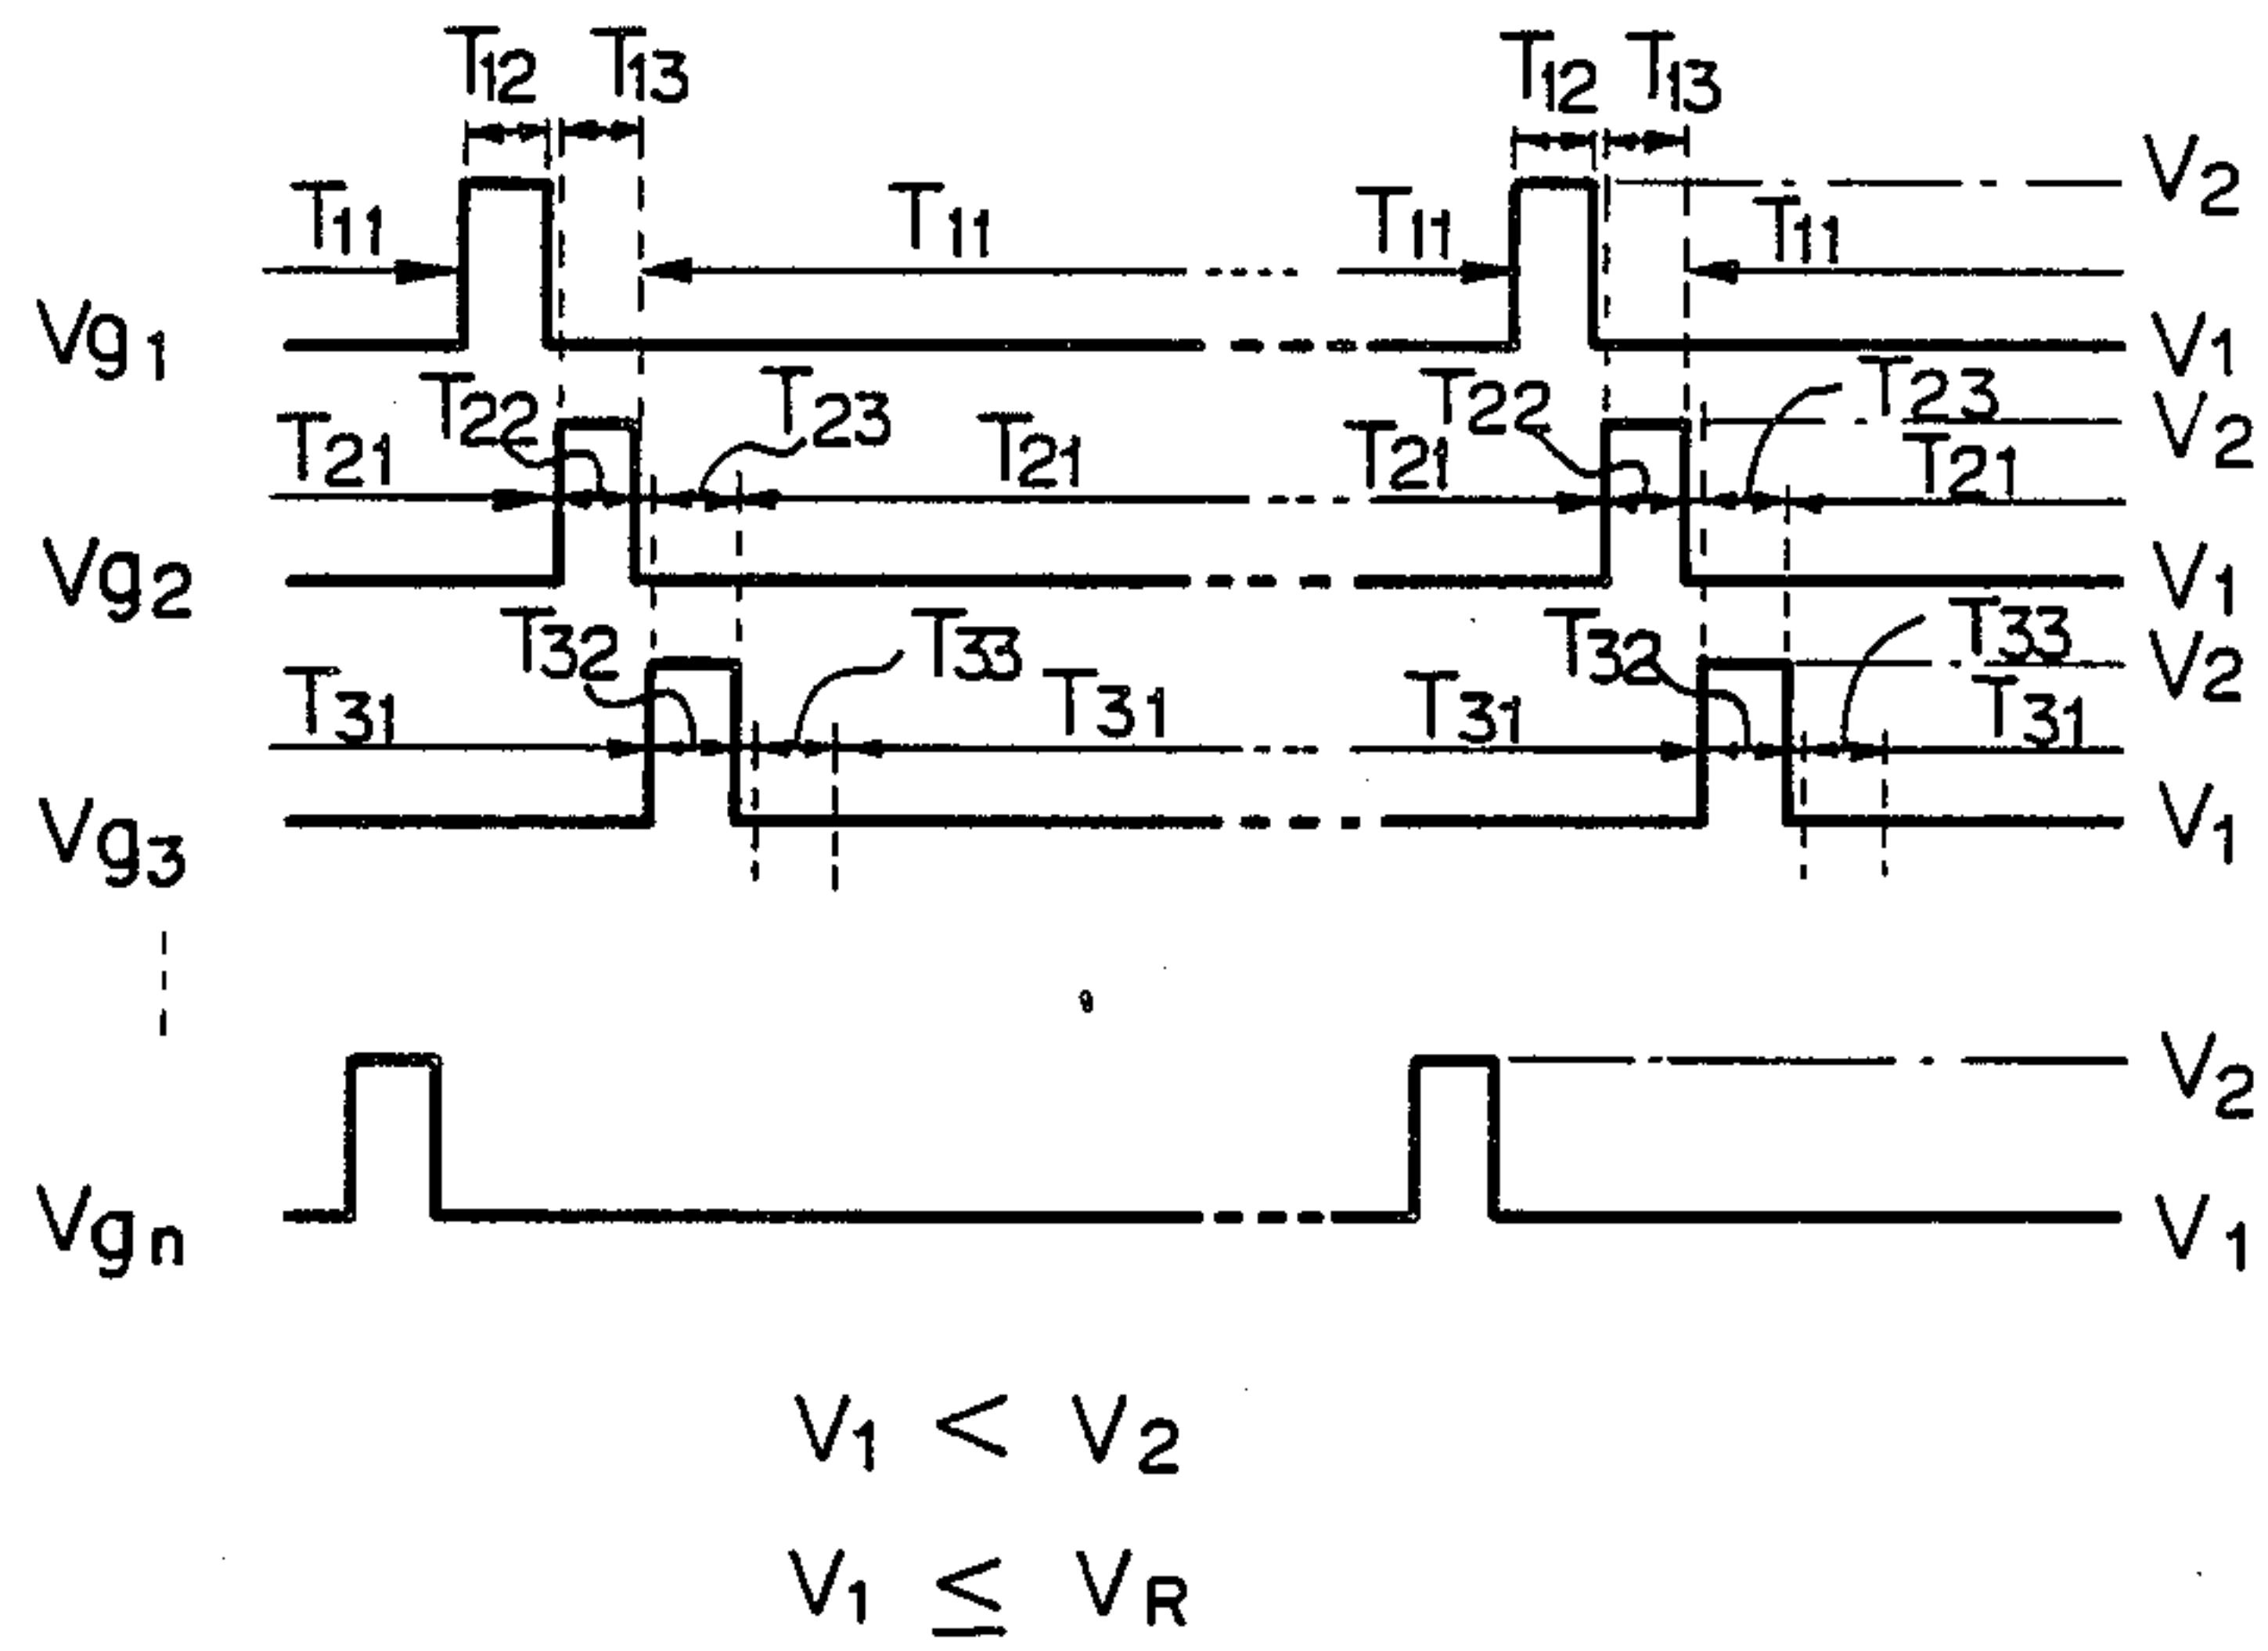 T12 T13 T12 T13
V2
T11 T11 T11 T11
Vg1 V1
T22 T23 T22 T23
V2
T21 T21 T21 T21
Vg2 V1
T32 T33 T32 T33
V2
T31 T31 T31 T31
Vg3 V1
V2
Vgn V1
V1 < V2
V1 ≤ VR